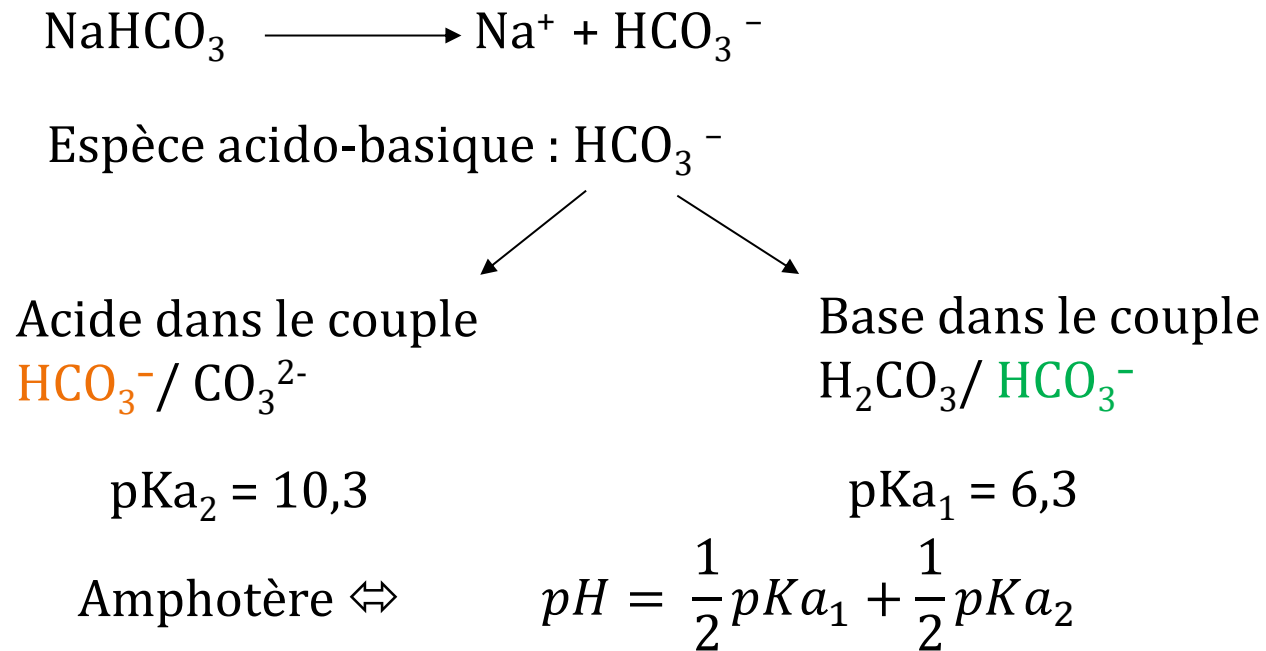 NaHCO₃ ⟶ Na⁺ + HCO₃⁻
Espèce acido-basique : HCO₃⁻
Acide dans le couple
HCO₃⁻/ CO₃²⁻
Base dans le couple
H₂CO₃/ HCO₃⁻
pKa₂ = 10,3
pKa₁ = 6,3
Amphotère ⇔ pH = 1/2 pKa₁ + 1/2 pKa₂